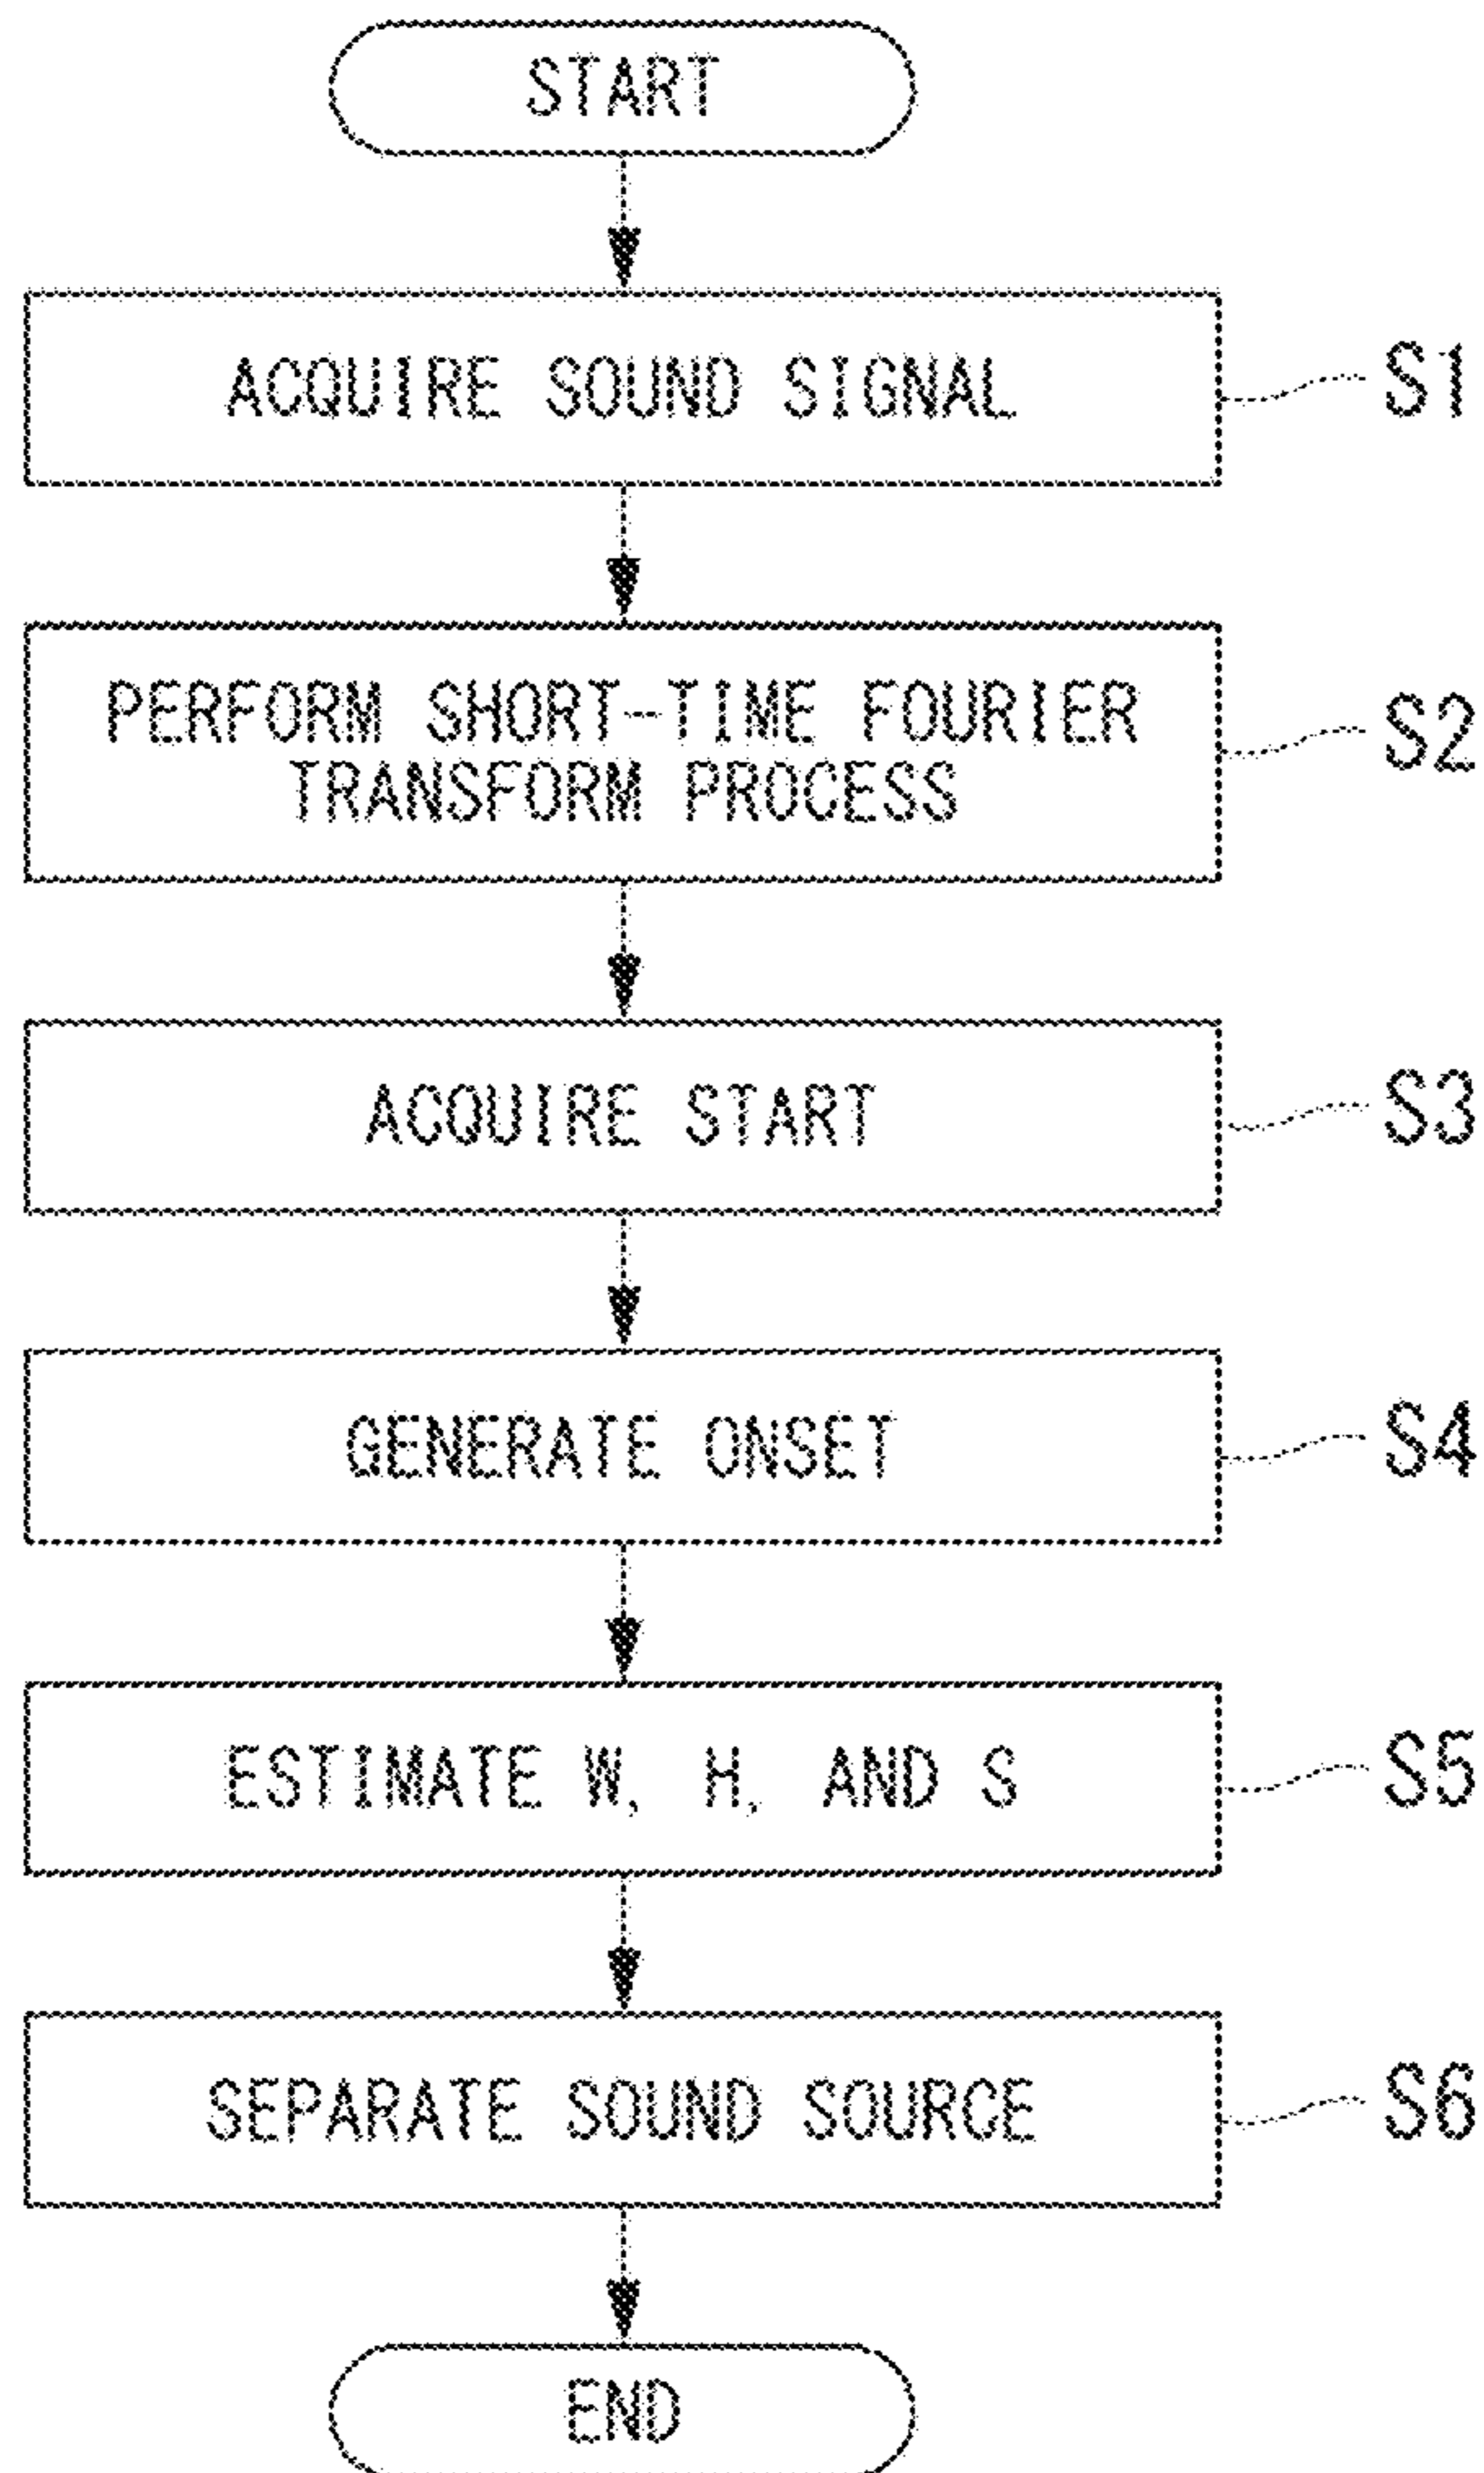 START
ACQUIRE SOUND SIGNAL
S1
PERFORM SHORT-TIME FOURIER
TRANSFORM PROCESS
S2
ACQUIRE START
S3
GENERATE ONSET
S4
ESTIMATE W, H, AND S
S5
SEPARATE SOUND SOURCE
S6
END